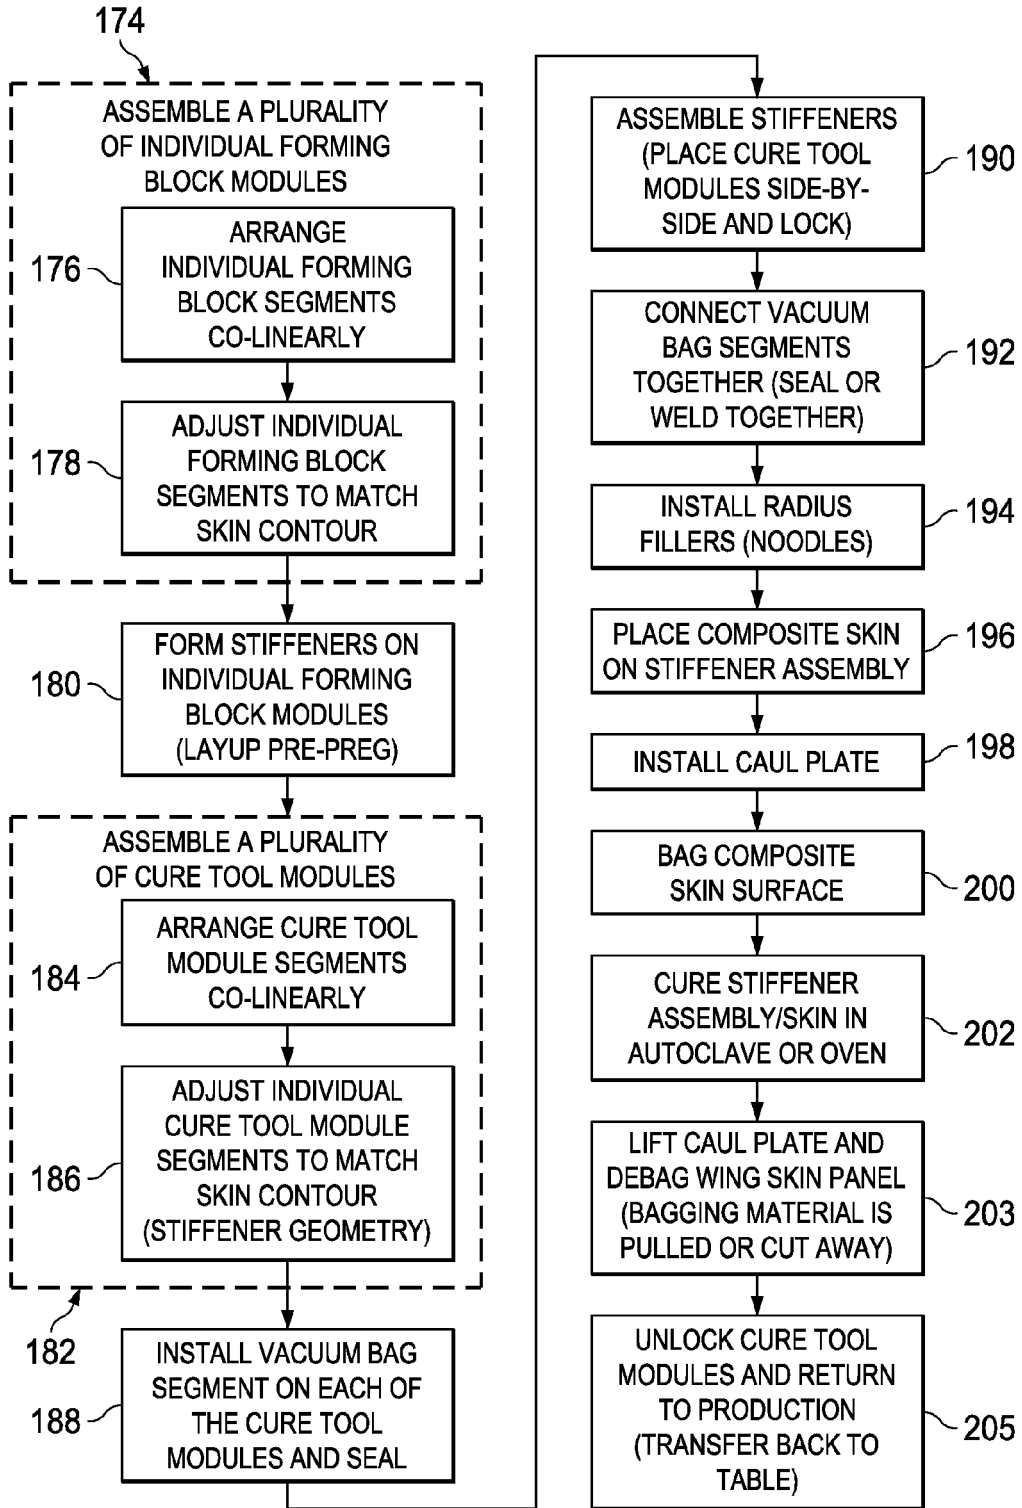 174
ASSEMBLE A PLURALITY
OF INDIVIDUAL FORMING
BLOCK MODULES
176
ARRANGE
INDIVIDUAL FORMING
BLOCK SEGMENTS
CO-LINEARLY
178
ADJUST INDIVIDUAL
FORMING BLOCK
SEGMENTS TO MATCH
SKIN CONTOUR
180
FORM STIFFENERS ON
INDIVIDUAL FORMING
BLOCK MODULES
(LAYUP PRE-PREG)
ASSEMBLE A PLURALITY
OF CURE TOOL MODULES
184
ARRANGE CURE TOOL
MODULE SEGMENTS
CO-LINEARLY
186
ADJUST INDIVIDUAL
CURE TOOL MODULE
SEGMENTS TO MATCH
SKIN CONTOUR
(STIFFENER GEOMETRY)
182
188
INSTALL VACUUM BAG
SEGMENT ON EACH OF
THE CURE TOOL
MODULES AND SEAL
ASSEMBLE STIFFENERS
(PLACE CURE TOOL
MODULES SIDE-BY-
SIDE AND LOCK)
190
CONNECT VACUUM
BAG SEGMENTS
TOGETHER (SEAL OR
WELD TOGETHER)
192
INSTALL RADIUS
FILLERS (NOODLES)
194
PLACE COMPOSITE SKIN
ON STIFFENER ASSEMBLY
196
INSTALL CAUL PLATE
198
BAG COMPOSITE
SKIN SURFACE
200
CURE STIFFENER
ASSEMBLY/SKIN IN
AUTOCLAVE OR OVEN
202
LIFT CAUL PLATE AND
DEBAG WING SKIN PANEL
(BAGGING MATERIAL IS
PULLED OR CUT AWAY)
203
UNLOCK CURE TOOL
MODULES AND RETURN
TO PRODUCTION
(TRANSFER BACK TO
TABLE)
205